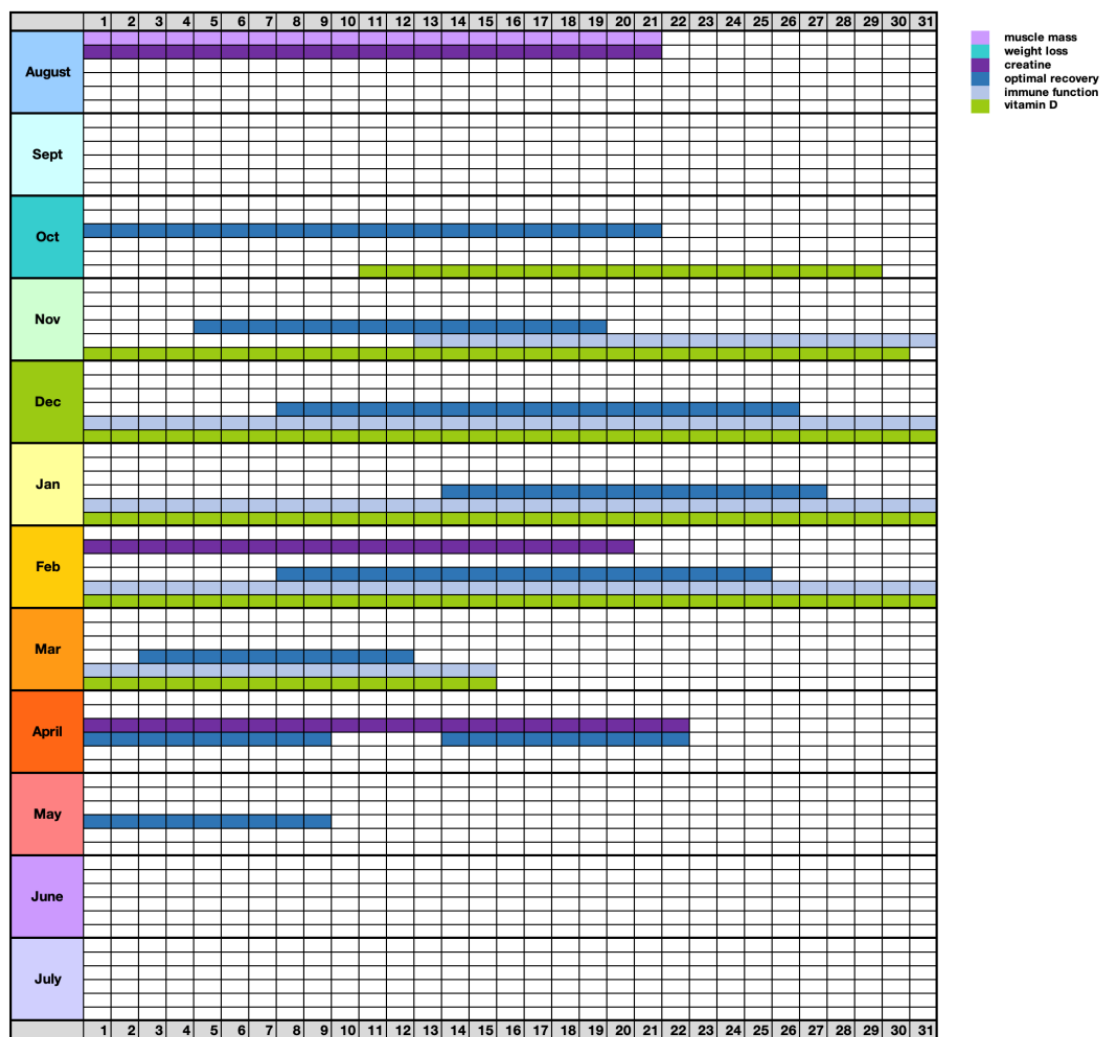 1 2 3 4 5 6 7 8 9 10 11 12 13 14 15 16 17 18 19 20 21 22 23 24 25 26 27 28 29 30 31
muscle mass
weight loss
creatine
optimal recovery
immune function
vitamin D
August
Sept
Oct
Nov
Dec
Jan
Feb
Mar
April
May
June
July
1 2 3 4 5 6 7 8 9 10 11 12 13 14 15 16 17 18 19 20 21 22 23 24 25 26 27 28 29 30 31